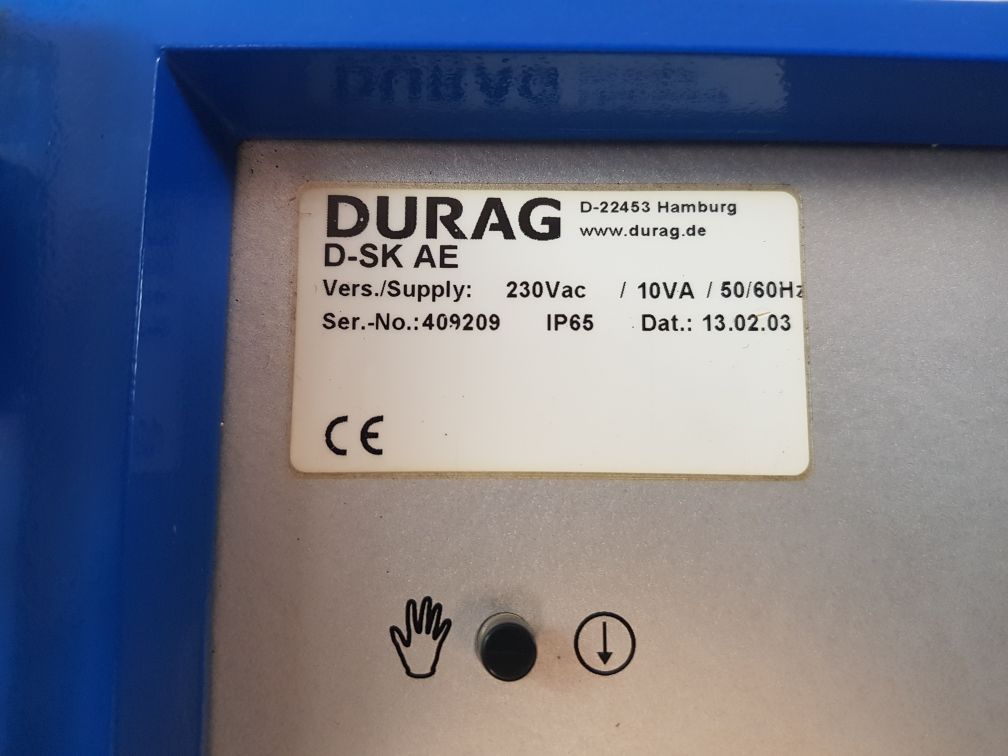 DURAG D-22453 Hamburg
www.durag.de
D-SK AE
Vers./Supply: 230Vac / 10VA / 50/60Hz
Ser.-No.: 409209 IP65 Dat.: 13.02.03
CE